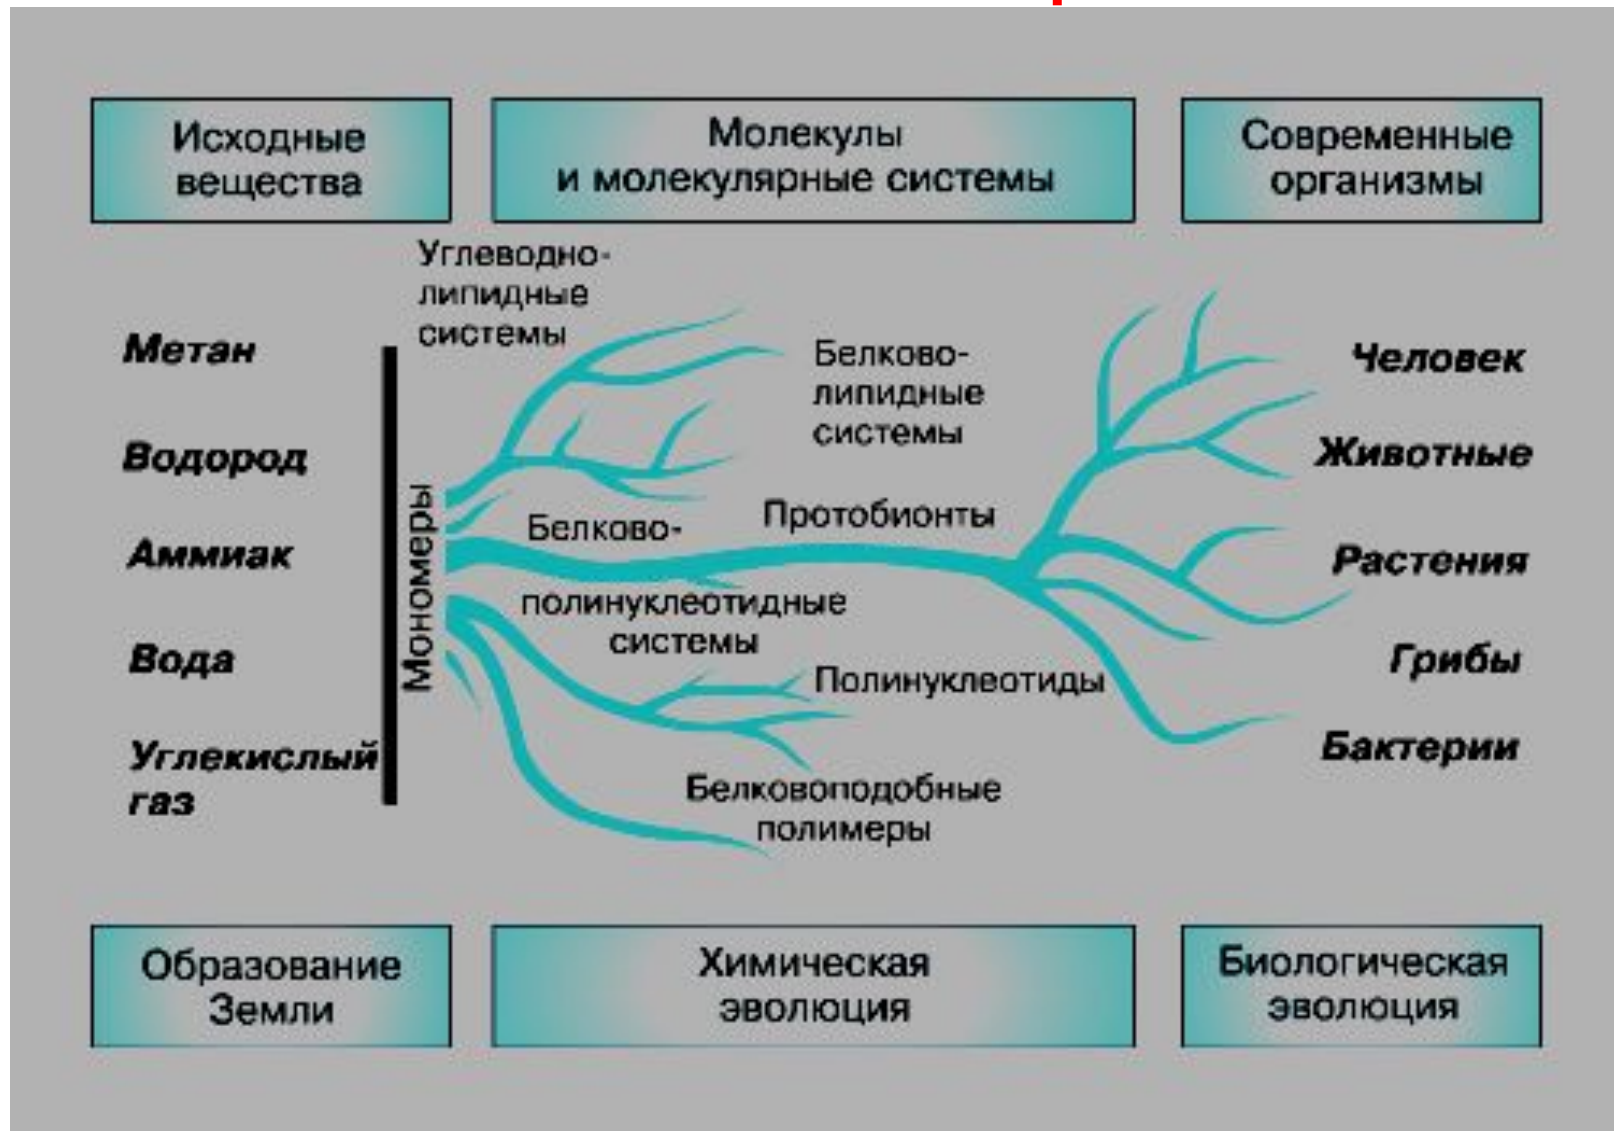 Исходные
вещества
Молекулы
и молекулярные системы
Современные
организмы
Углеводно-
липидные
системы
Метан
Водород
Аммиак
Вода
Углекислый
газ
Мономеры
Белково-
липидные
системы
Белково-
полинуклеотидные
системы
Протобионты
Полинуклеотиды
Белковоподобные
полимеры
Человек
Животные
Растения
Грибы
Бактерии
Образование
Земли
Химическая
эволюция
Биологическая
эволюция